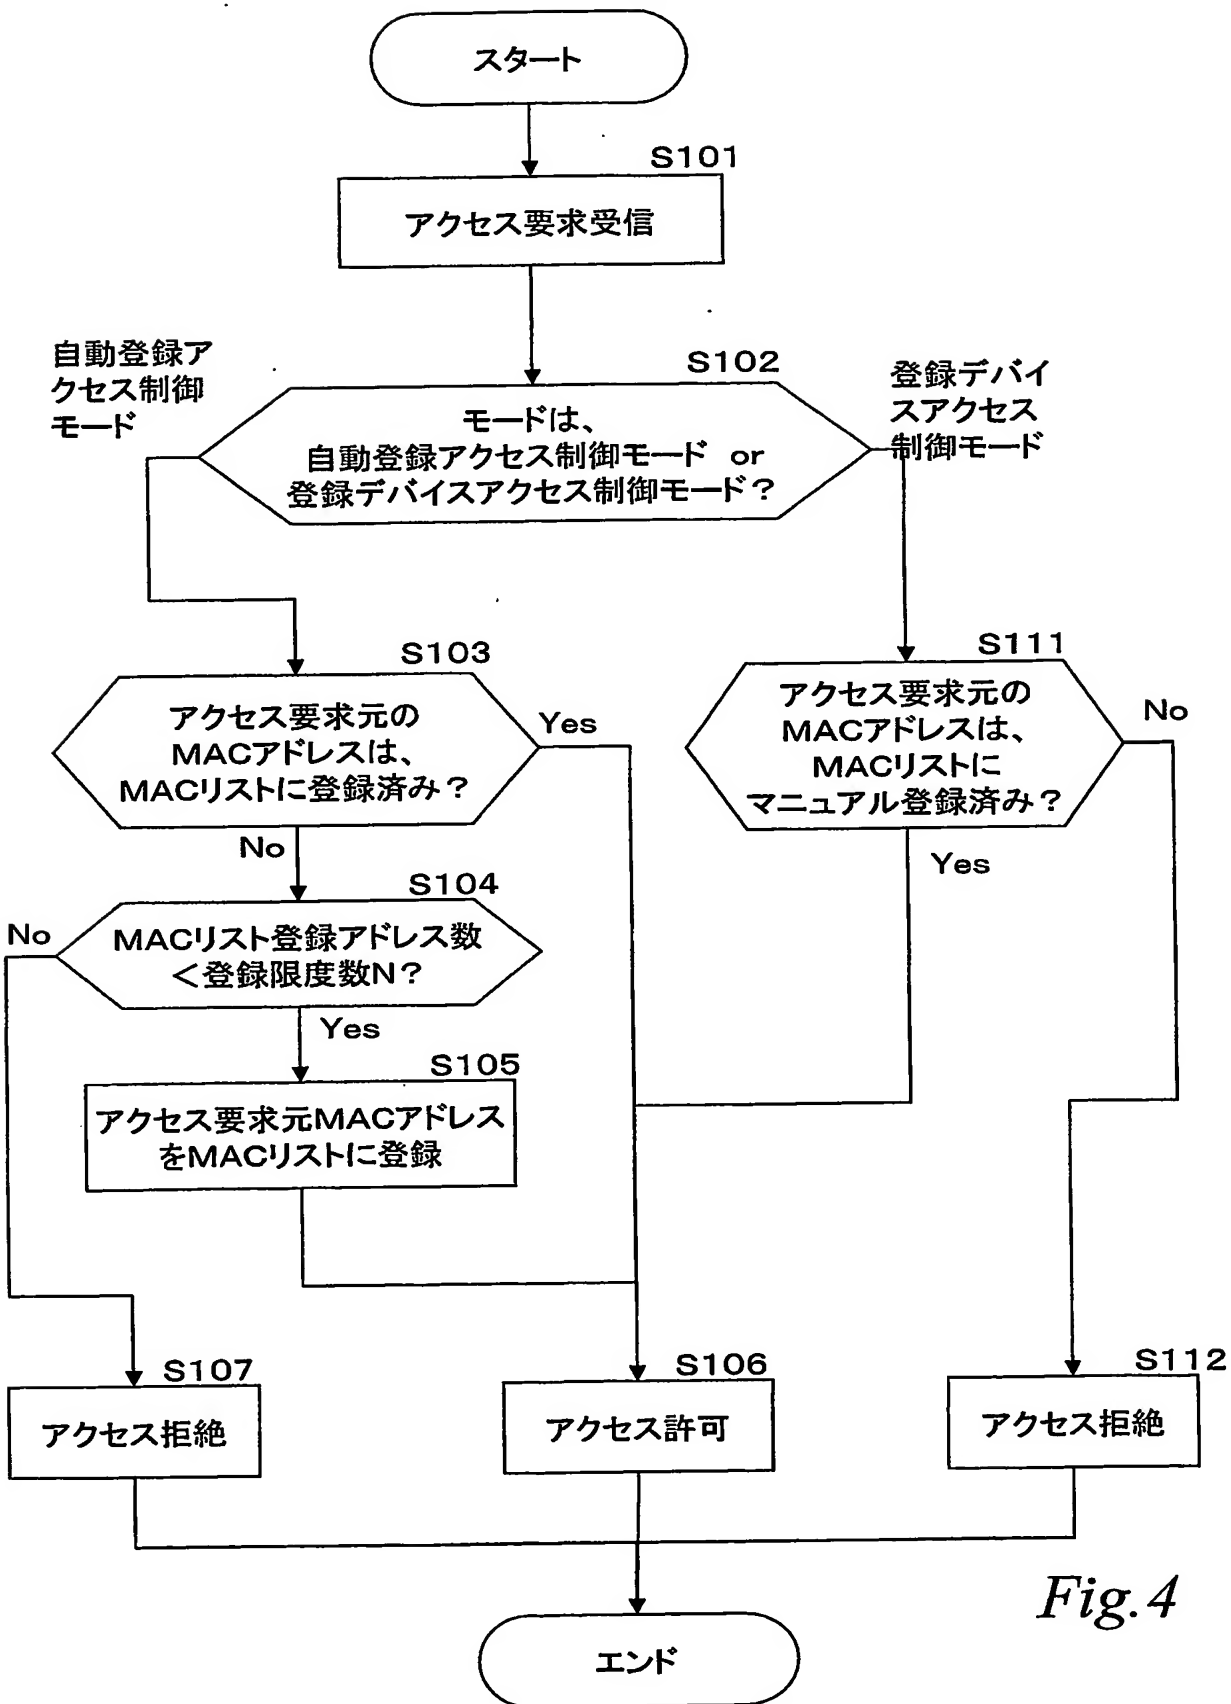 スタート
S101
アクセス要求受信
自動登録ア
クセス制御
モード
S102
登録デバイ
スアクセス
制御モード
モードは、
自動登録アクセス制御モード or
登録デバイスアクセス制御モード？
S103
アクセス要求元の
MACアドレスは、
MACリストに登録済み？
Yes
No
S111
アクセス要求元の
MACアドレスは、
MACリストに
マニュアル登録済み？
No
Yes
S104
No
MACリスト登録アドレス数
＜登録限度数N？
Yes
S105
アクセス要求元MACアドレス
をMACリストに登録
S107
アクセス拒絶
S106
アクセス許可
S112
アクセス拒絶
Fig.4
エンド